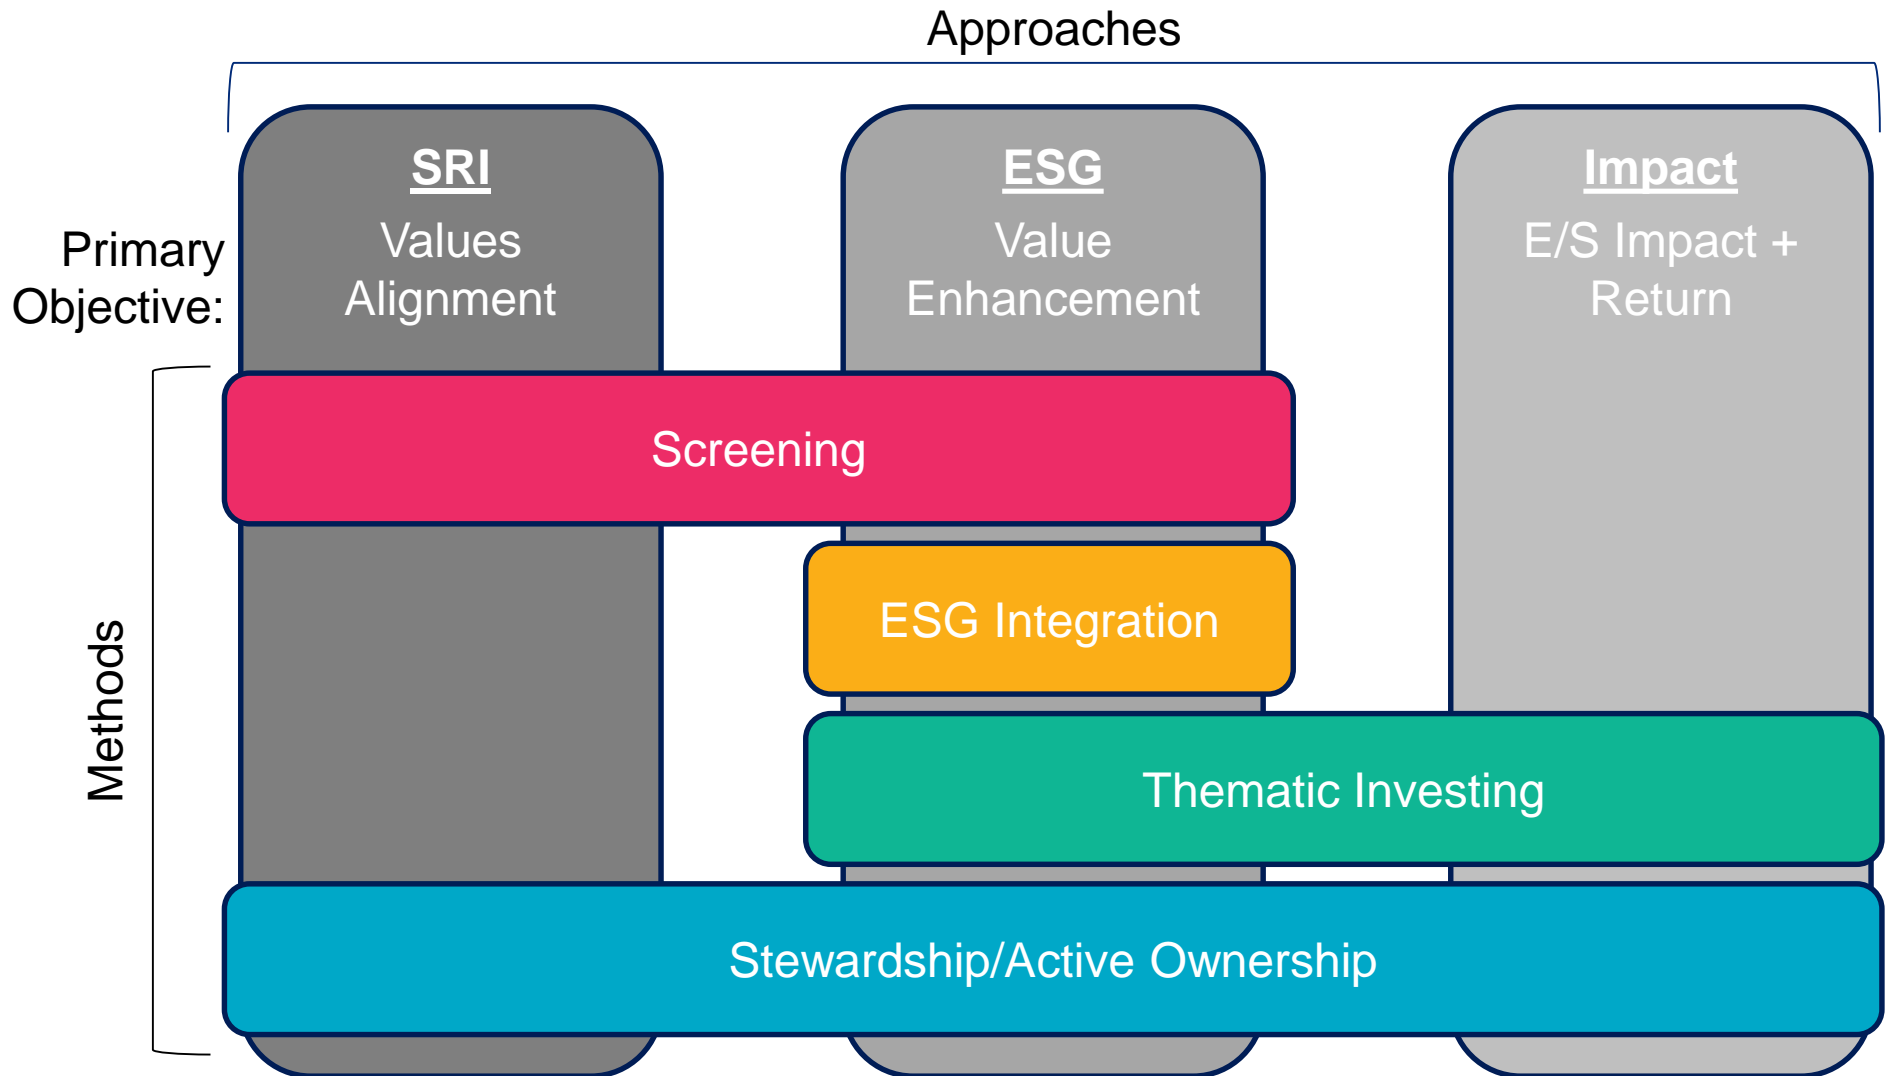 Approaches
SRI
Values
Alignment
ESG
Value
Enhancement
Impact
E/S Impact +
Return
Primary
Objective:
Methods
Screening
ESG Integration
Thematic Investing
Stewardship/Active Ownership